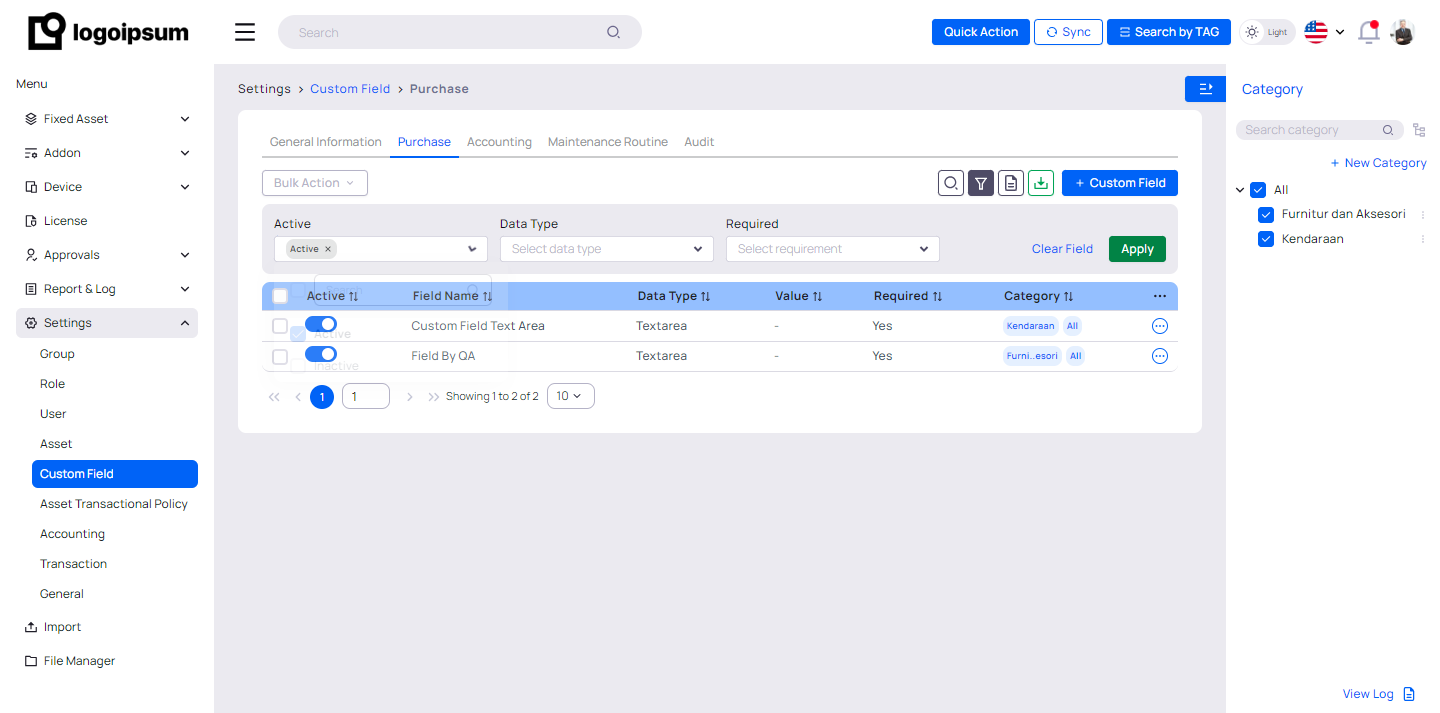 logoipsum
Search
Quick Action
Sync
Search by TAG
Light
Menu
Fixed Asset
Addon
Device
License
Approvals
Report & Log
Settings
Group
Role
User
Asset
Custom Field
Asset Transactional Policy
Accounting
Transaction
General
Import
File Manager
Settings > Custom Field > Purchase
General Information Purchase Accounting Maintenance Routine Audit
Bulk Action
+ Custom Field
Active Data Type Required
Active × Select data type Select requirement Clear Field Apply
Active Field Name Data Type Value Required Category ...
Custom Field Text Area Textarea - Yes Kendaraan All
Active
Field By QA Textarea - Yes Furni..esori All
Inactive
1 1 Showing 1 to 2 of 2 10
Category
Search category
+ New Category
All
Furnitur dan Aksesori
Kendaraan
View Log